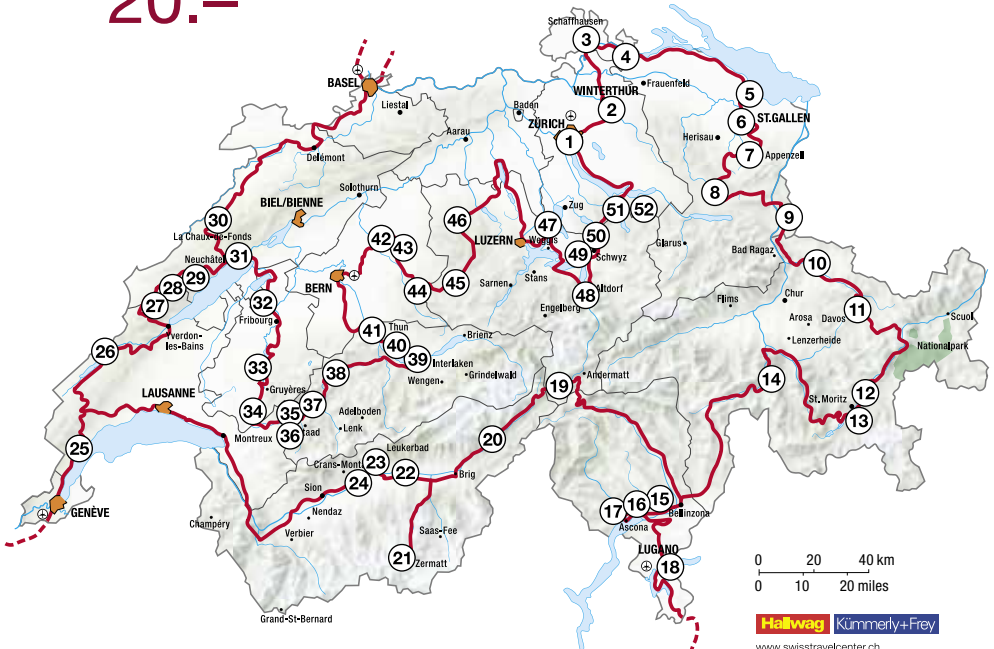 20.–
Schaffhausen
3
4
Frauenfeld
BASEL
WINTERTHUR
5
2
Liestal
Baden
ZÜRICH
6
ST.GALLEN
Aarau
1
Herisau
7
Appenzell
Delémont
Solothurn
8
BIEL/BIENNE
Zug
51
52
9
30
46
47
50
La Chaux-de-Fonds
42
43
LUZERN
Weggis
Glarus
Bad Ragaz
Neuchâtel
31
49
Schwyz
10
28
29
BERN
44
45
Sarnen
Stans
48
Altdorf
Chur
27
32
Engelberg
Flims
11
Fribourg
Arosa
Davos
Scuol
Yverdon-
les-Bains
41
Thun
Brienz
Lenzerheide
Nationalpark
26
40
39
Interlaken
33
38
Wengen
Grindelwald
Andermatt
14
Gruyères
19
12
LAUSANNE
34
35
37
Adelboden
St.Moritz
13
36
Lenk
Montreux
20
25
23
Leukerbad
Crans-Mont
22
Brig
24
Sion
GENÈVE
Nendaz
17
16
15
Champéry
Verbier
Saas-Fee
Ascona
Bellinzona
21
Zermatt
LUGANO
18
0 20 40 km
0 10 20 miles
Grand-St-Bernard
Hallwag Kümmerly+Frey
www.swisstravelcenter.ch